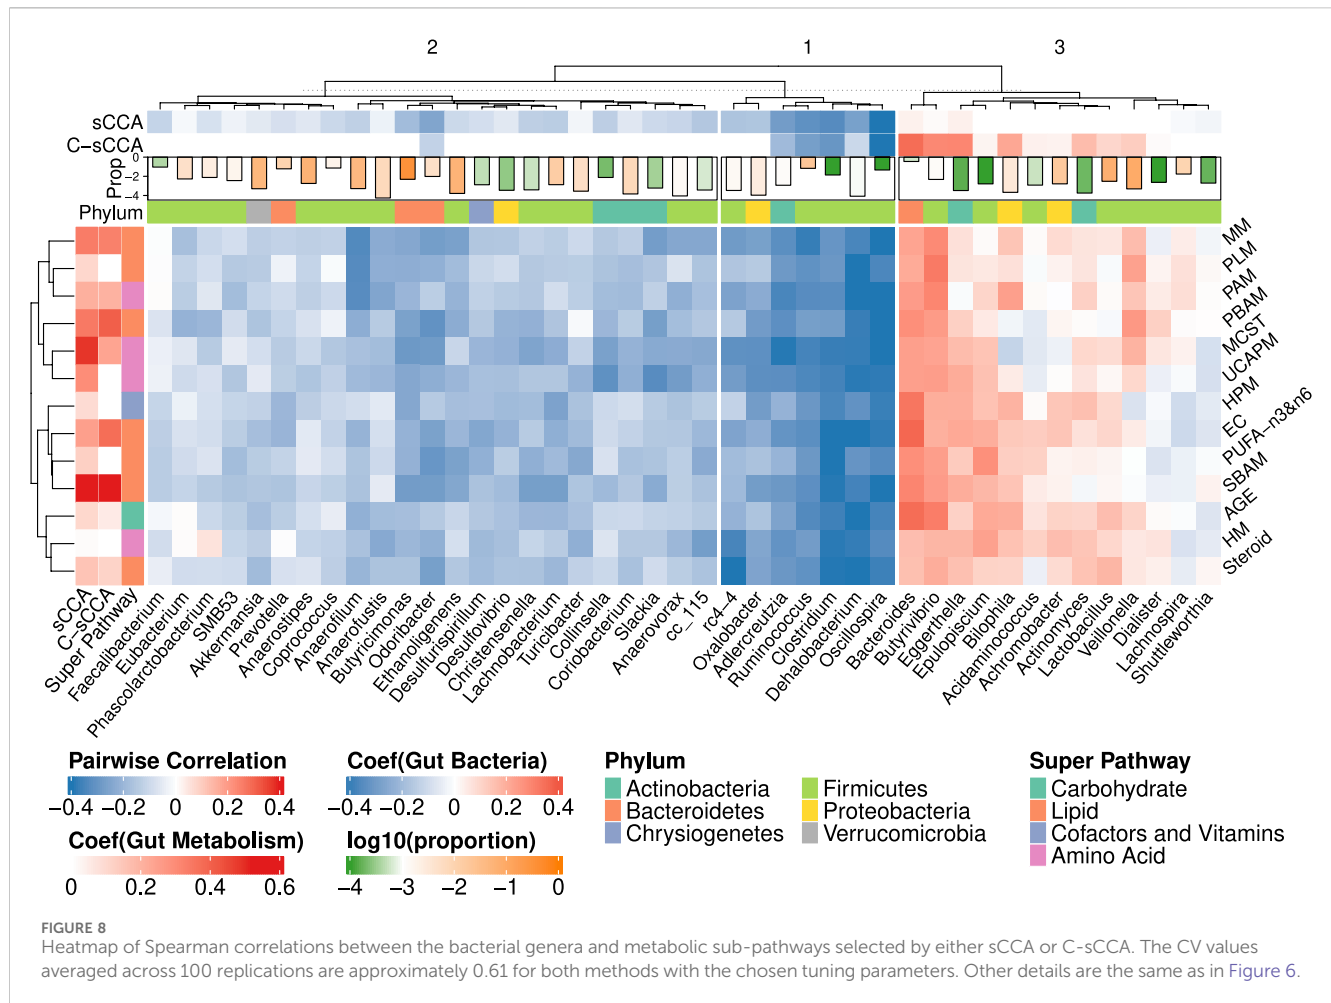 2 1 3
sCCA
C-sCCA
Prop
0
−2
−4
Phylum
MM
PLM
PAM
PBAM
MCST
UCAPM
HPM
EC
PUFA−n3&n6
SBAM
AGE
HM
Steroid
sCCA
C-sCCA
Super Pathway
Faecalibacterium
Eubacterium
Phascolarctobacterium
SMB53
Akkermansia
Prevotella
Anaerostipes
Coprococcus
Anaerofilum
Anaerofustis
Butyricimonas
Odoribacter
Ethanoligenens
Desulfurispirillum
Desulfovibrio
Christensenella
Lachnobacterium
Turicibacter
Collinsella
Coriobacterium
Slackia
Anaerovorax
cc_115
rc4−4
Oxalobacter
Adlercreutzia
Ruminococcus
Clostridium
Dehalobacterium
Oscillospira
Bacteroides
Butyrivibrio
Eggerthella
Epulopiscium
Bilophila
Acidaminococcus
Achromobacter
Actinomyces
Lactobacillus
Veillonella
Dialister
Lachnospira
Shuttleworthia
Pairwise Correlation
−0.4 −0.2 0 0.2 0.4
Coef(Gut Metabolism)
0 0.2 0.4 0.6
Coef(Gut Bacteria)
−0.4 −0.2 0 0.2 0.4
log10(proportion)
−4 −3 −2 −1 0
Phylum
Actinobacteria
Bacteroidetes
Chrysiogenetes
Firmicutes
Proteobacteria
Verrucomicrobia
Super Pathway
Carbohydrate
Lipid
Cofactors and Vitamins
Amino Acid
FIGURE 8
Heatmap of Spearman correlations between the bacterial genera and metabolic sub-pathways selected by either sCCA or C-sCCA. The CV values
averaged across 100 replications are approximately 0.61 for both methods with the chosen tuning parameters. Other details are the same as in Figure 6.